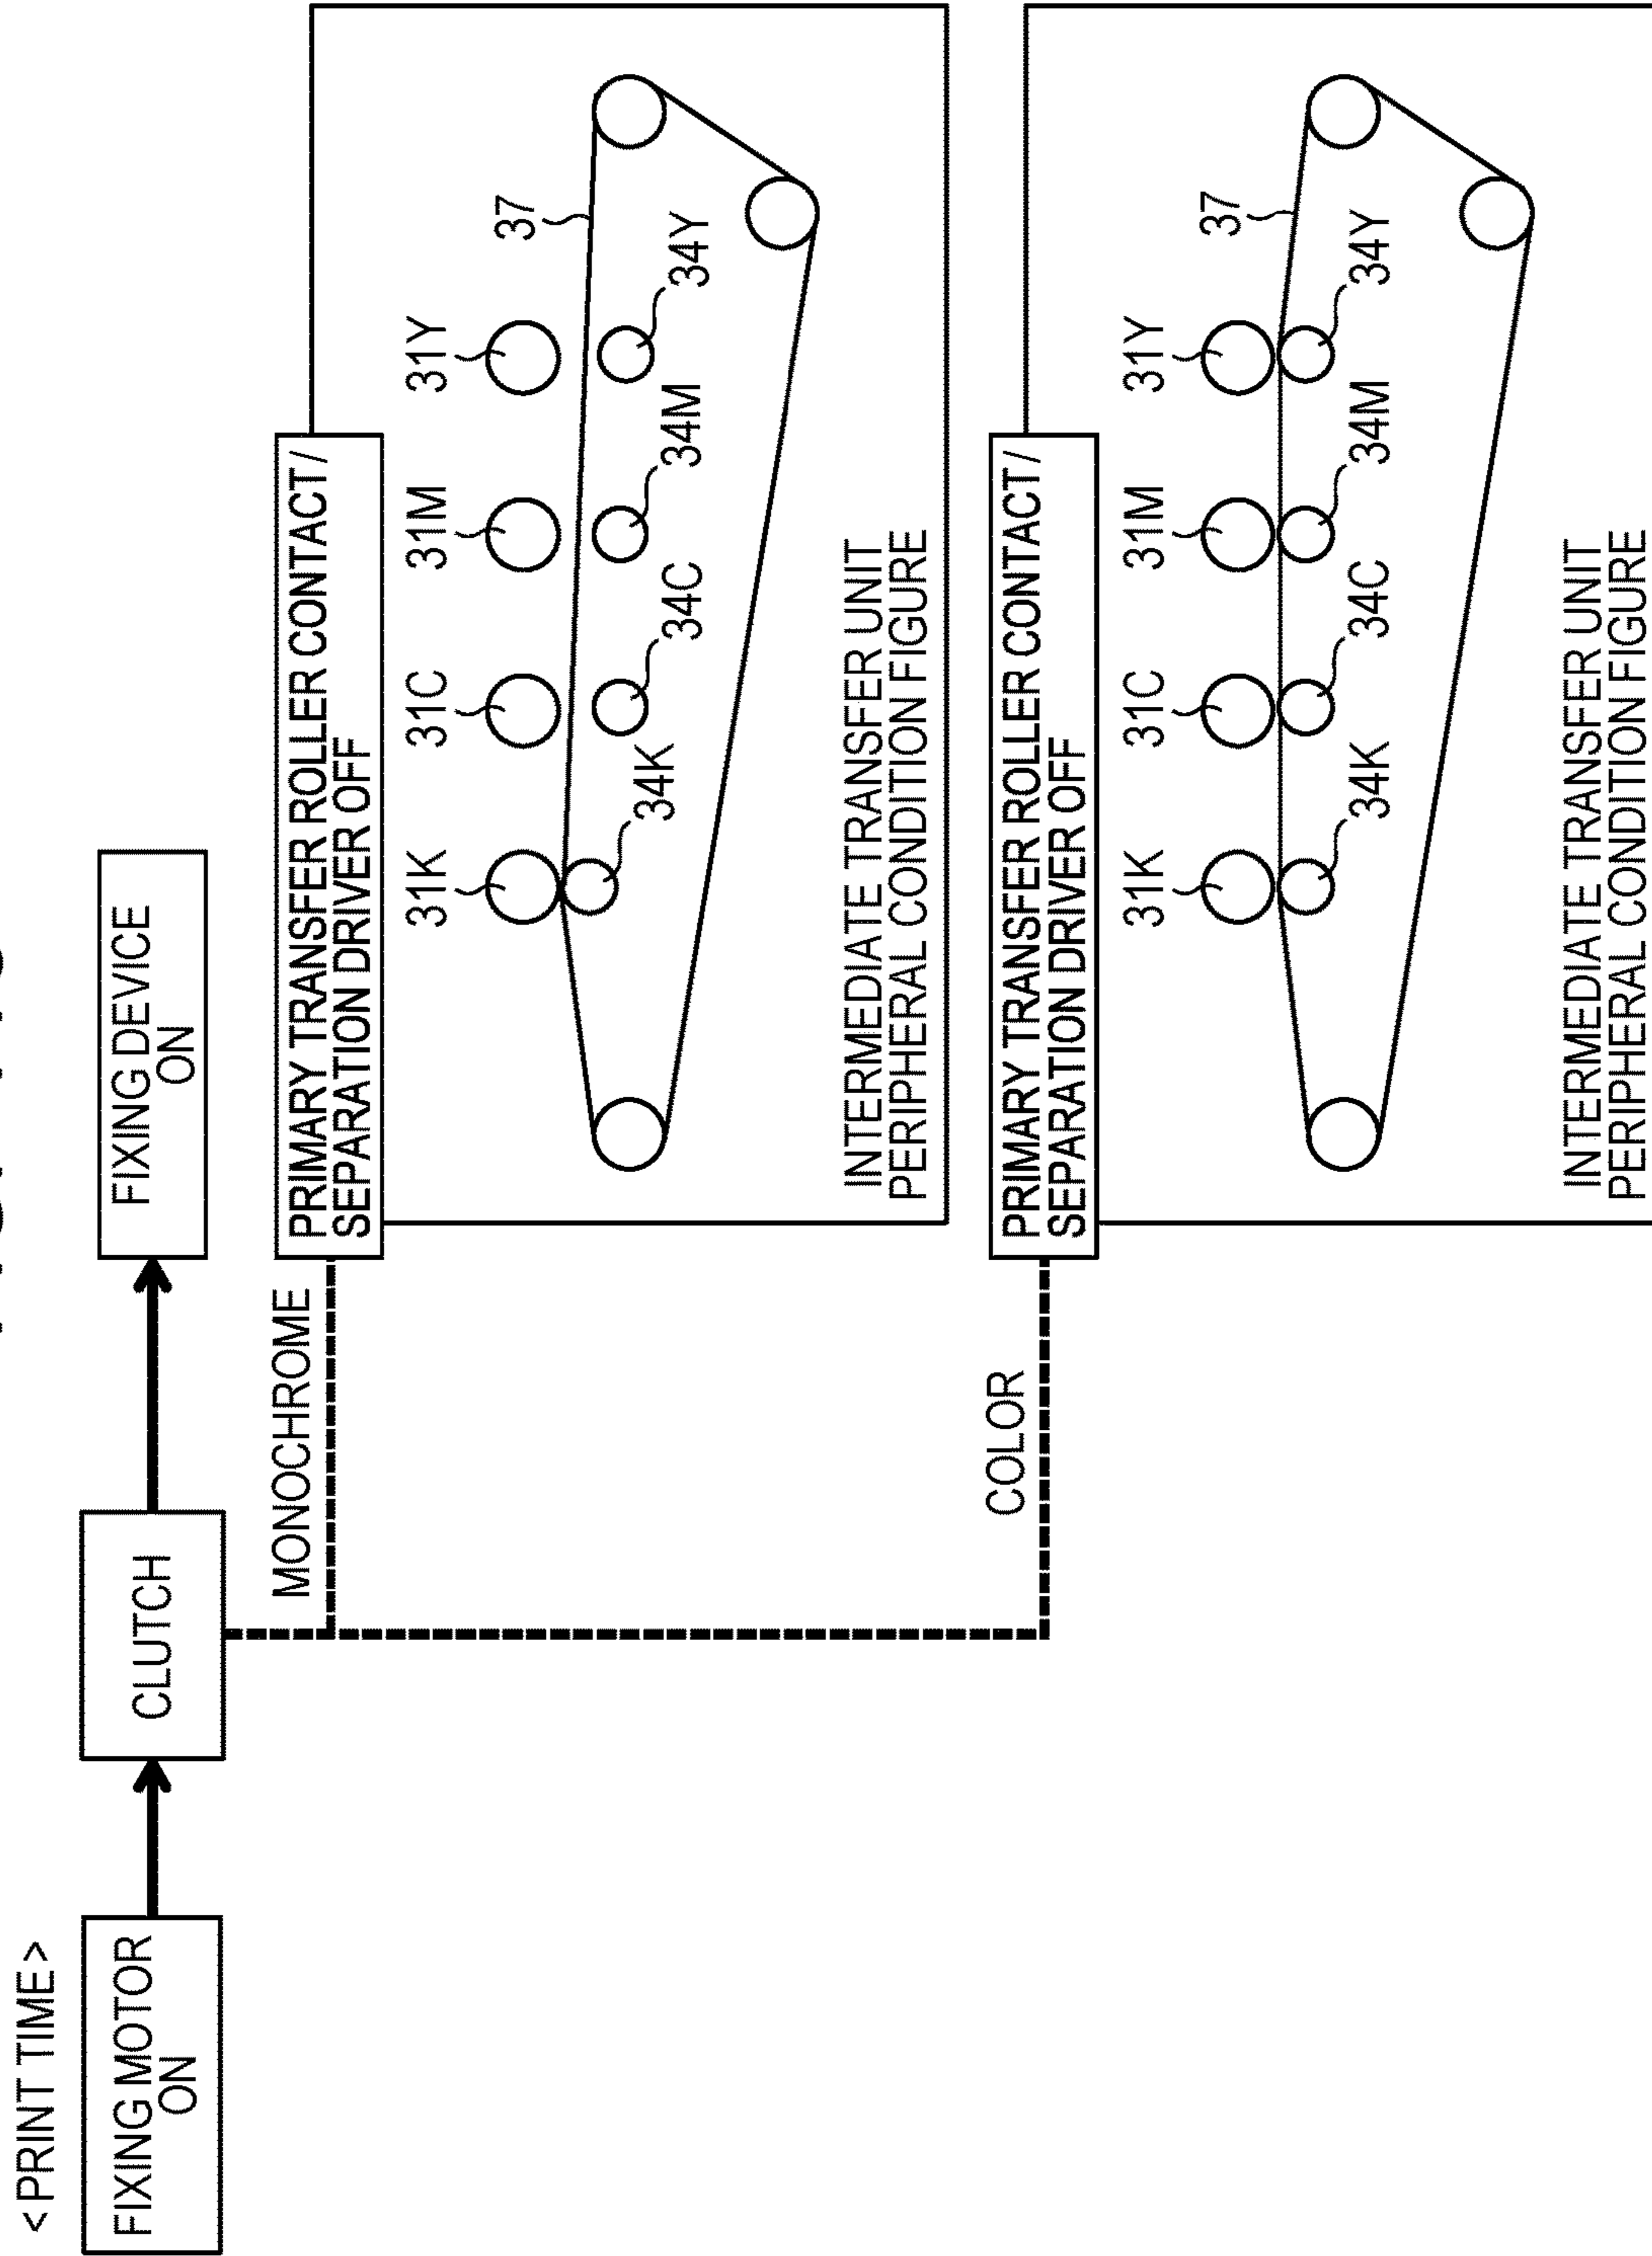 <PRINT TIME>
FIXING MOTOR
ON
CLUTCH
FIXING DEVICE
ON
MONOCHROME
PRIMARY TRANSFER ROLLER CONTACT/
SEPARATION DRIVER OFF
31K
31C
31M
31Y
37
34K
34C
34M
34Y
INTERMEDIATE TRANSFER UNIT
PERIPHERAL CONDITION FIGURE
COLOR
PRIMARY TRANSFER ROLLER CONTACT/
SEPARATION DRIVER OFF
31K
31C
31M
31Y
37
34K
34C
34M
34Y
INTERMEDIATE TRANSFER UNIT
PERIPHERAL CONDITION FIGURE